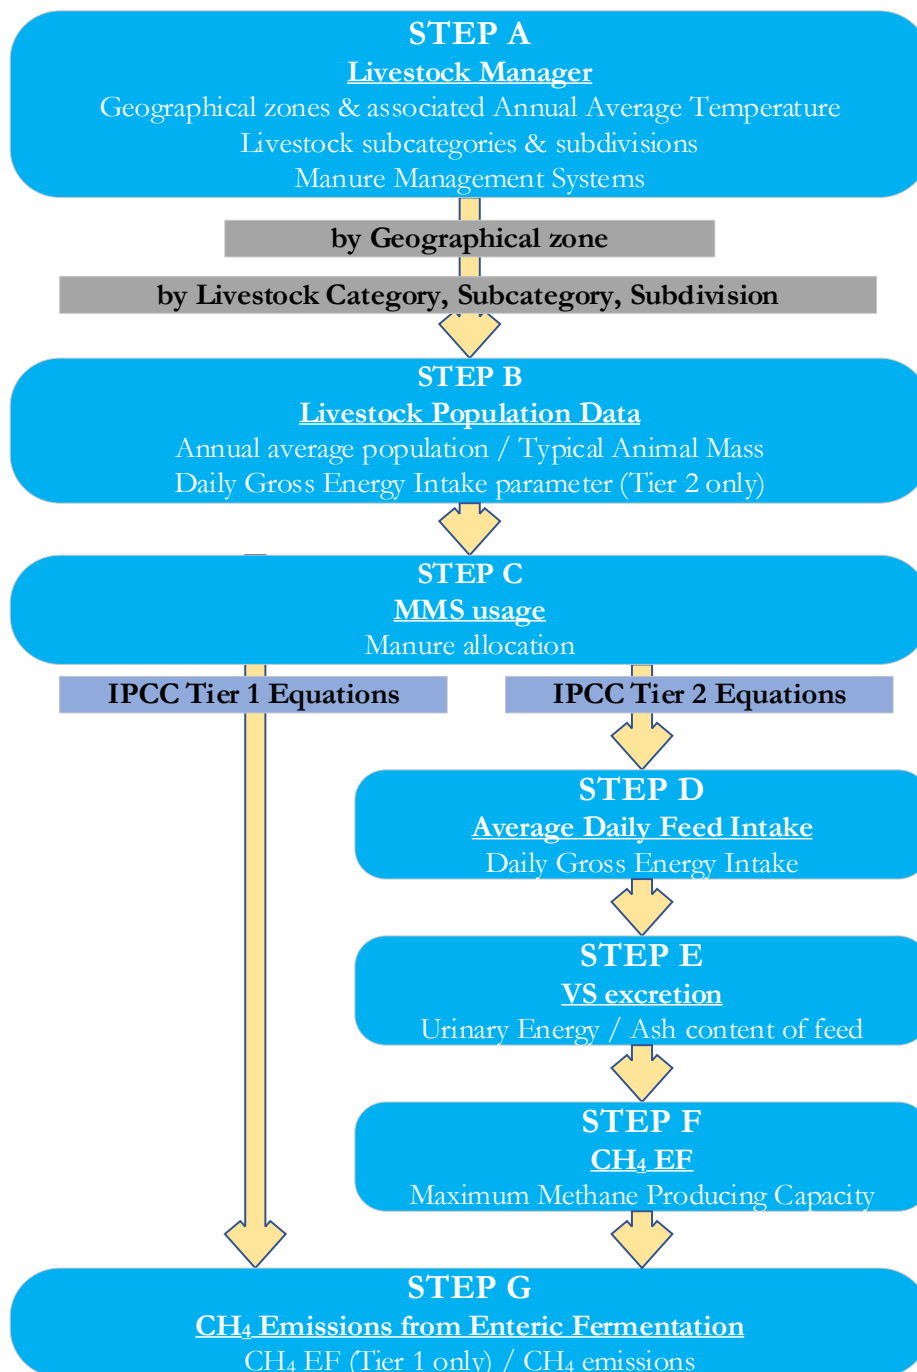 STEP A
Livestock Manager
Geographical zones & associated Annual Average Temperature
Livestock subcategories & subdivisions
Manure Management Systems
by Geographical zone
by Livestock Category, Subcategory, Subdivision
STEP B
Livestock Population Data
Annual average population / Typical Animal Mass
Daily Gross Energy Intake parameter (Tier 2 only)
STEP C
MMS usage
Manure allocation
IPCC Tier 1 Equations
IPCC Tier 2 Equations
STEP D
Average Daily Feed Intake
Daily Gross Energy Intake
STEP E
VS excretion
Urinary Energy / Ash content of feed
STEP F
CH₄ EF
Maximum Methane Producing Capacity
STEP G
CH₄ Emissions from Enteric Fermentation
CH₄ EF (Tier 1 only) / CH₄ emissions